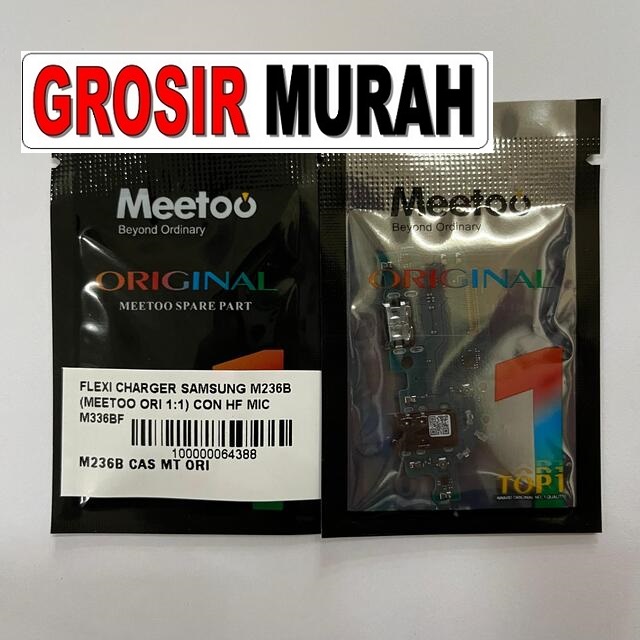 GROSIR MURAH
Meetoo
Beyond Ordinary
ORIGINAL
MEETOO SPARE PART
FLEXI CHARGER SAMSUNG M236B
(MEETOO ORI 1:1) CON HF MIC
M336BF
100000064388
M236B CAS MT ORI
Meetoo
Beyond Ordinary
ORIGINAL
1
TOP1